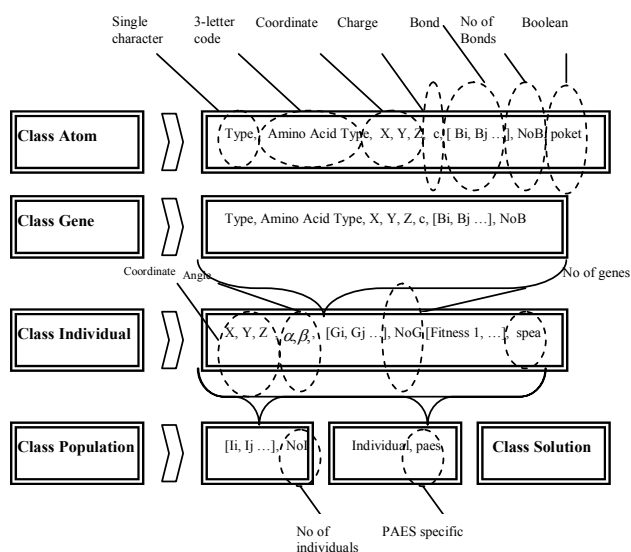 Single character
3-letter code
Coordinate
Charge
Bond
No of Bonds
Boolean
Class Atom
Type, Amino Acid Type, X, Y, Z, c, [ Bi, Bj …], NoB, poket
Class Gene
Type, Amino Acid Type, X, Y, Z, c, [Bi, Bj …], NoB
Coordinate
Angle
No of genes
Class Individual
X, Y, Z , α, β, , [Gi, Gj …], NoG [Fitness 1, …], spea
Class Population
[Ii, Ij …], NoI
Individual, paes
Class Solution
No of individuals
PAES specific